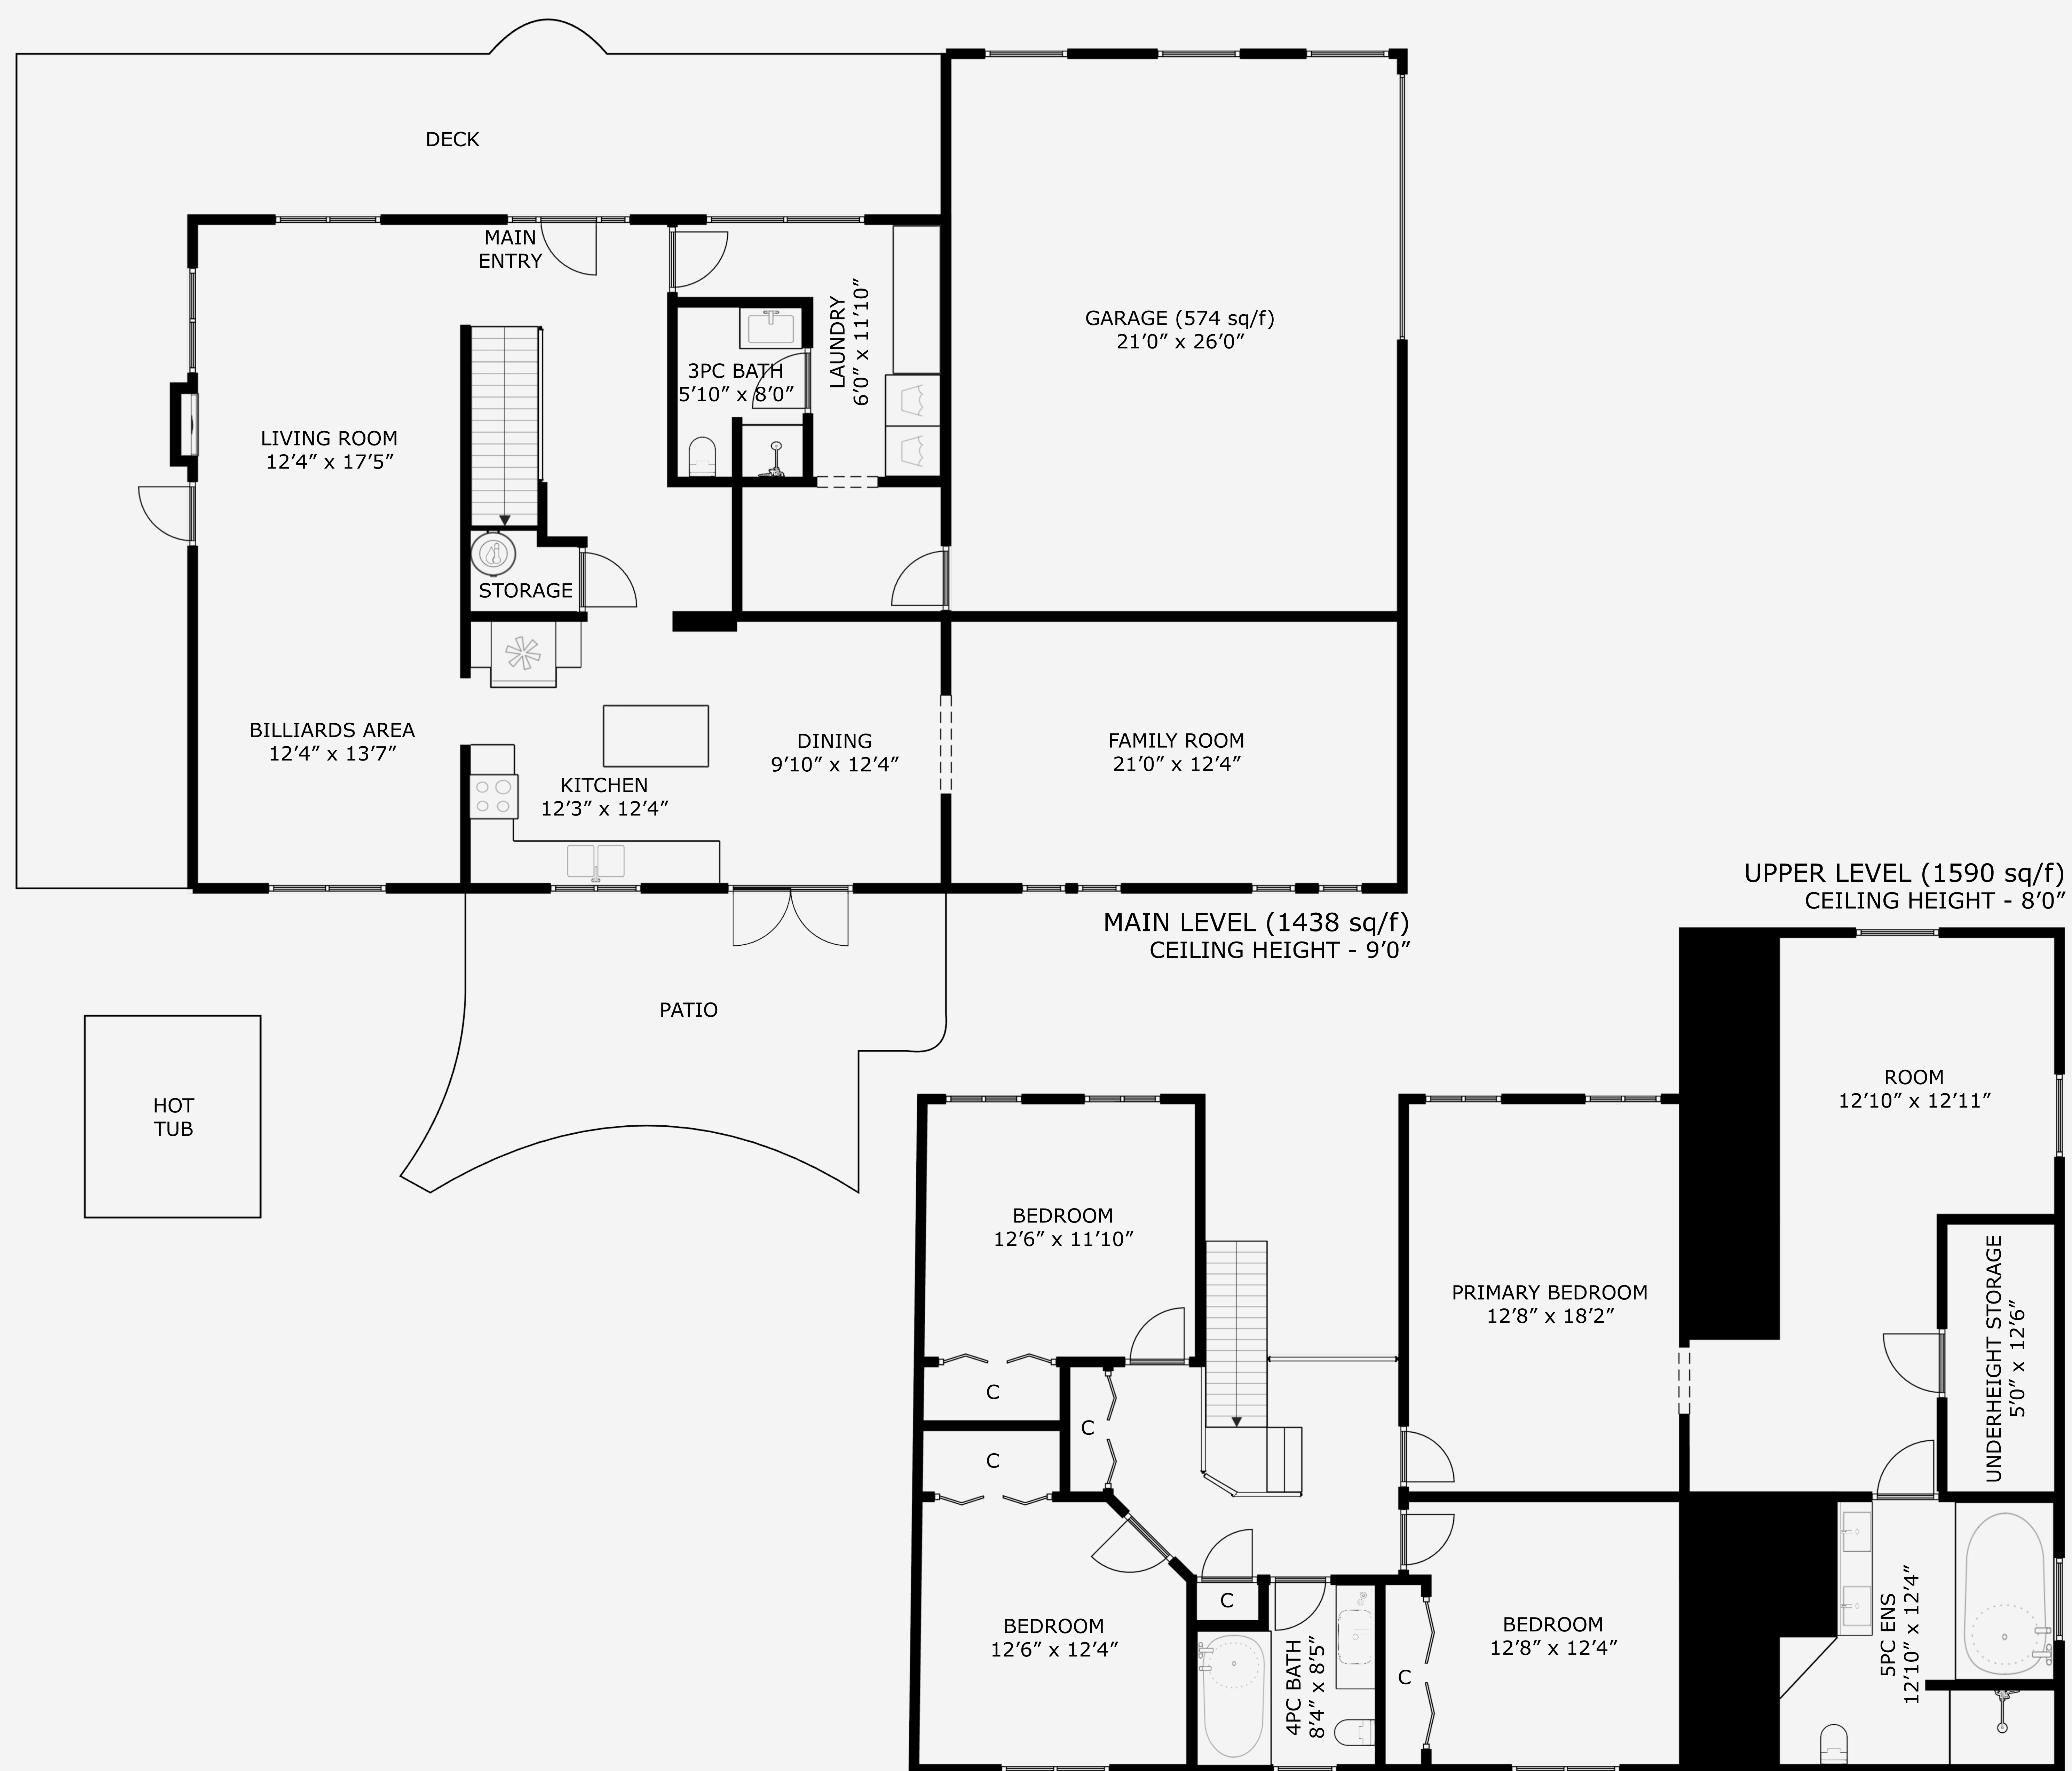 DECK
MAIN
ENTRY
LAUNDRY
6’0” x 11’10”
GARAGE (574 sq/f)
21’0” x 26’0”
3PC BATH
5’10” x 8’0”
LIVING ROOM
12’4” x 17’5”
STORAGE
BILLIARDS AREA
12’4” x 13’7”
DINING
9’10” x 12’4”
FAMILY ROOM
21’0” x 12’4”
KITCHEN
12’3” x 12’4”
MAIN LEVEL (1438 sq/f)
CEILING HEIGHT - 9’0”
PATIO
HOT
TUB
UPPER LEVEL (1590 sq/f)
CEILING HEIGHT - 8’0”
ROOM
12’10” x 12’11”
BEDROOM
12’6” x 11’10”
PRIMARY BEDROOM
12’8” x 18’2”
UNDERHEIGHT STORAGE
5’0” x 12’6”
C
C
C
BEDROOM
12’6” x 12’4”
C
4PC BATH
8’4” x 8’5”
C
BEDROOM
12’8” x 12’4”
5PC ENS
12’10” x 12’4”